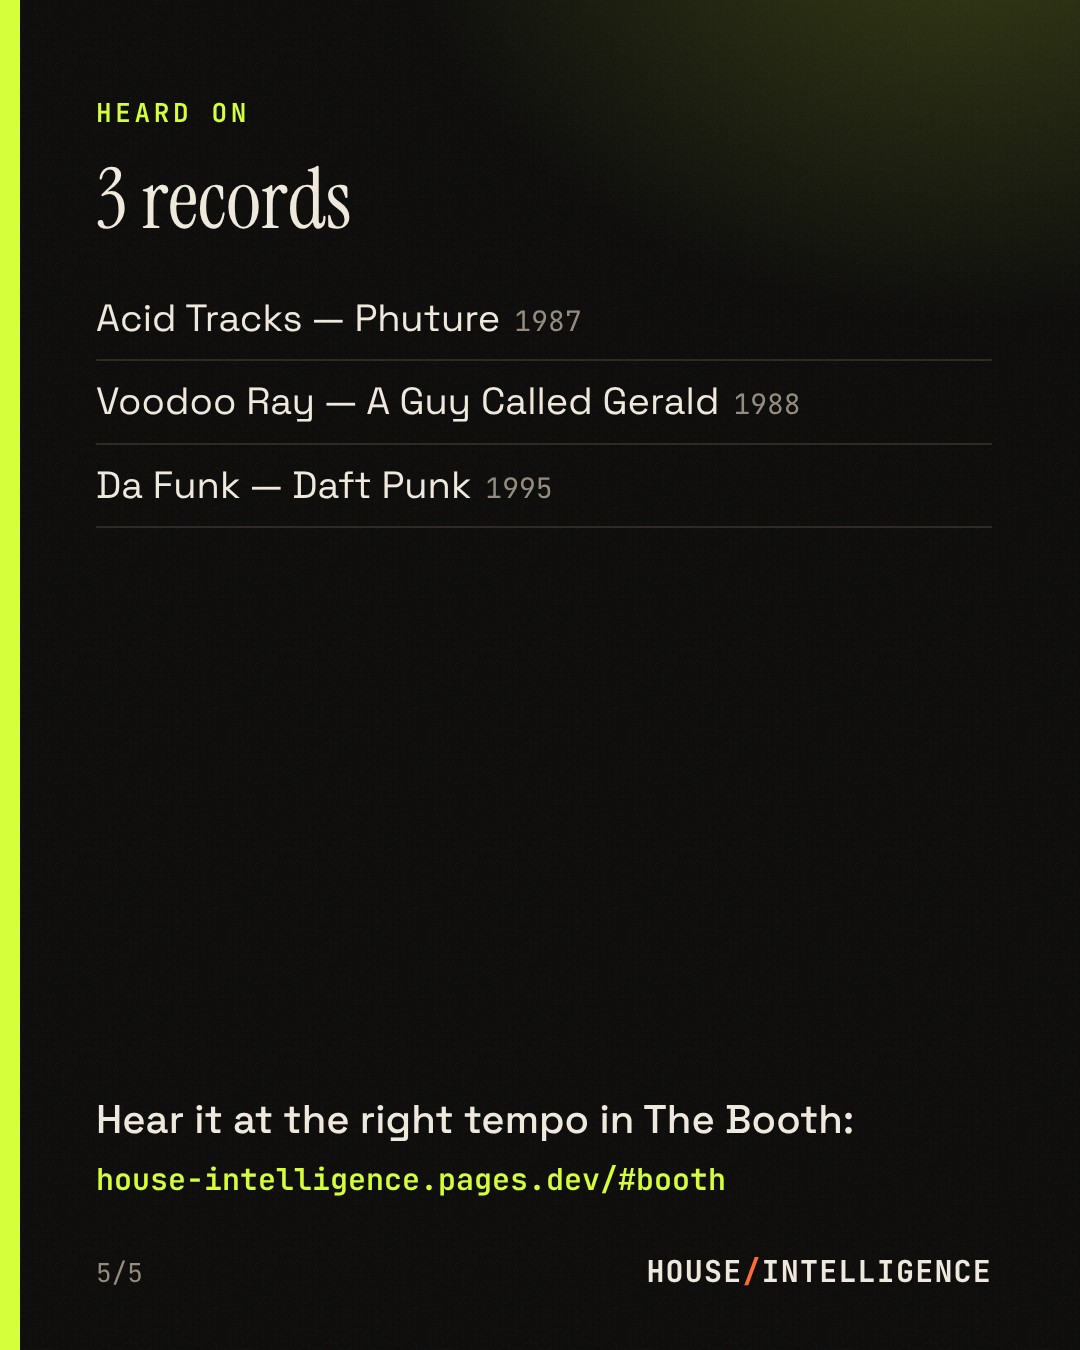 HEARD ON
3 records
Acid Tracks — Phuture 1987
Voodoo Ray — A Guy Called Gerald 1988
Da Funk — Daft Punk 1995
Hear it at the right tempo in The Booth:
house-intelligence.pages.dev/#booth
5/5
HOUSE/INTELLIGENCE